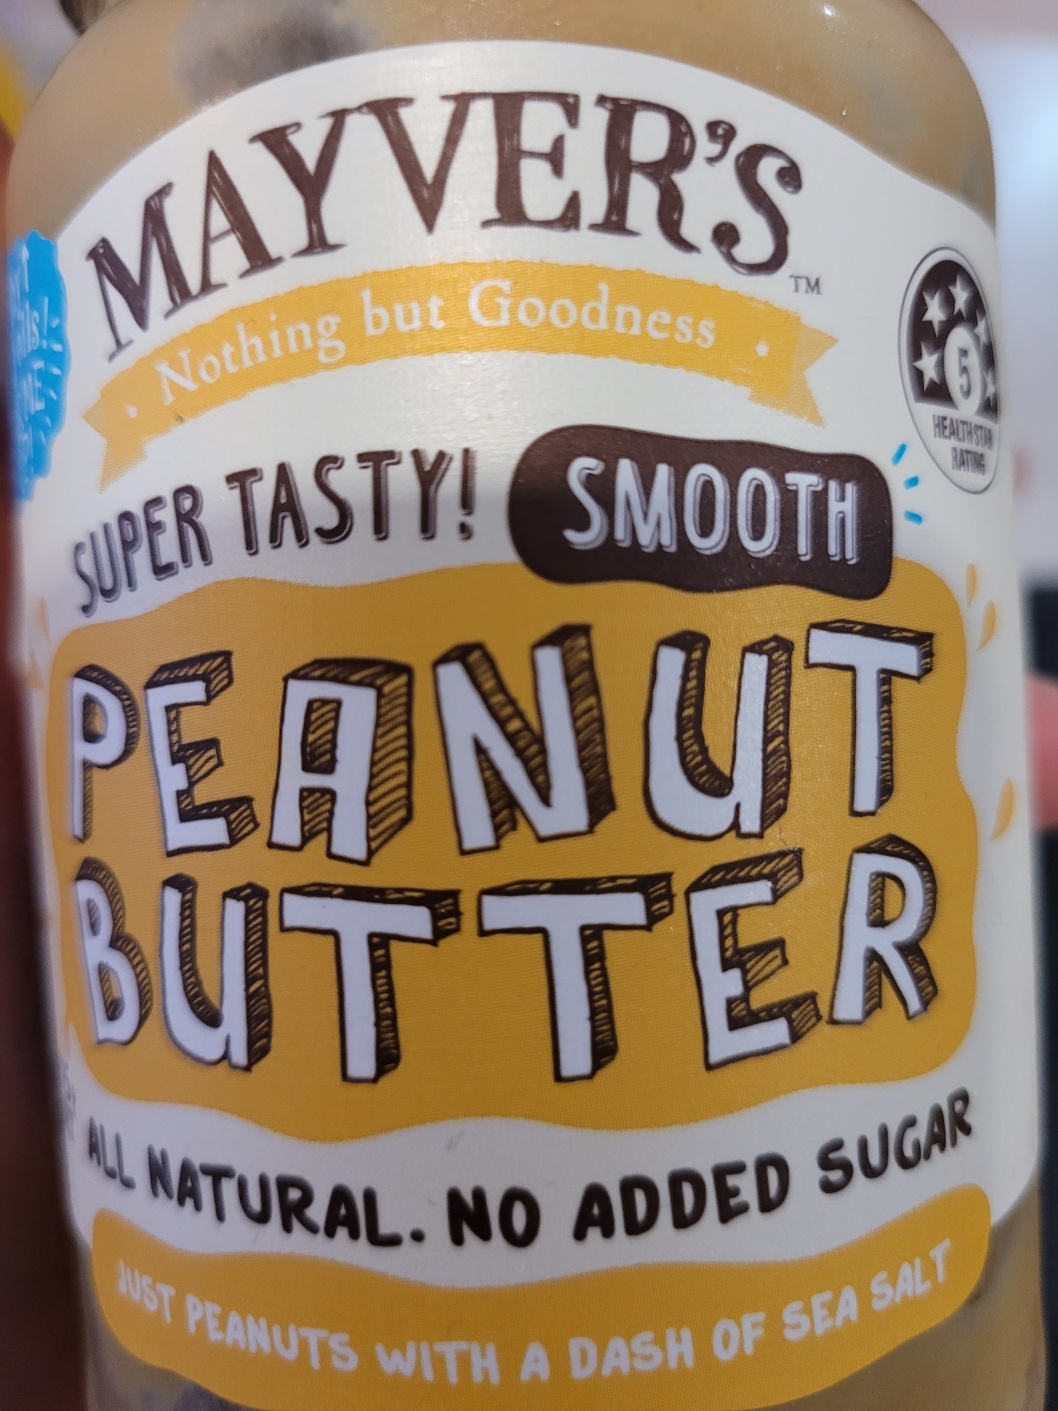 MAYVER'S™
· Nothing but Goodness ·
5
HEALTH STAR
RATING
SUPER TASTY! SMOOTH
PEANUT
BUTTER
ALL NATURAL. NO ADDED SUGAR
JUST PEANUTS WITH A DASH OF SEA SALT